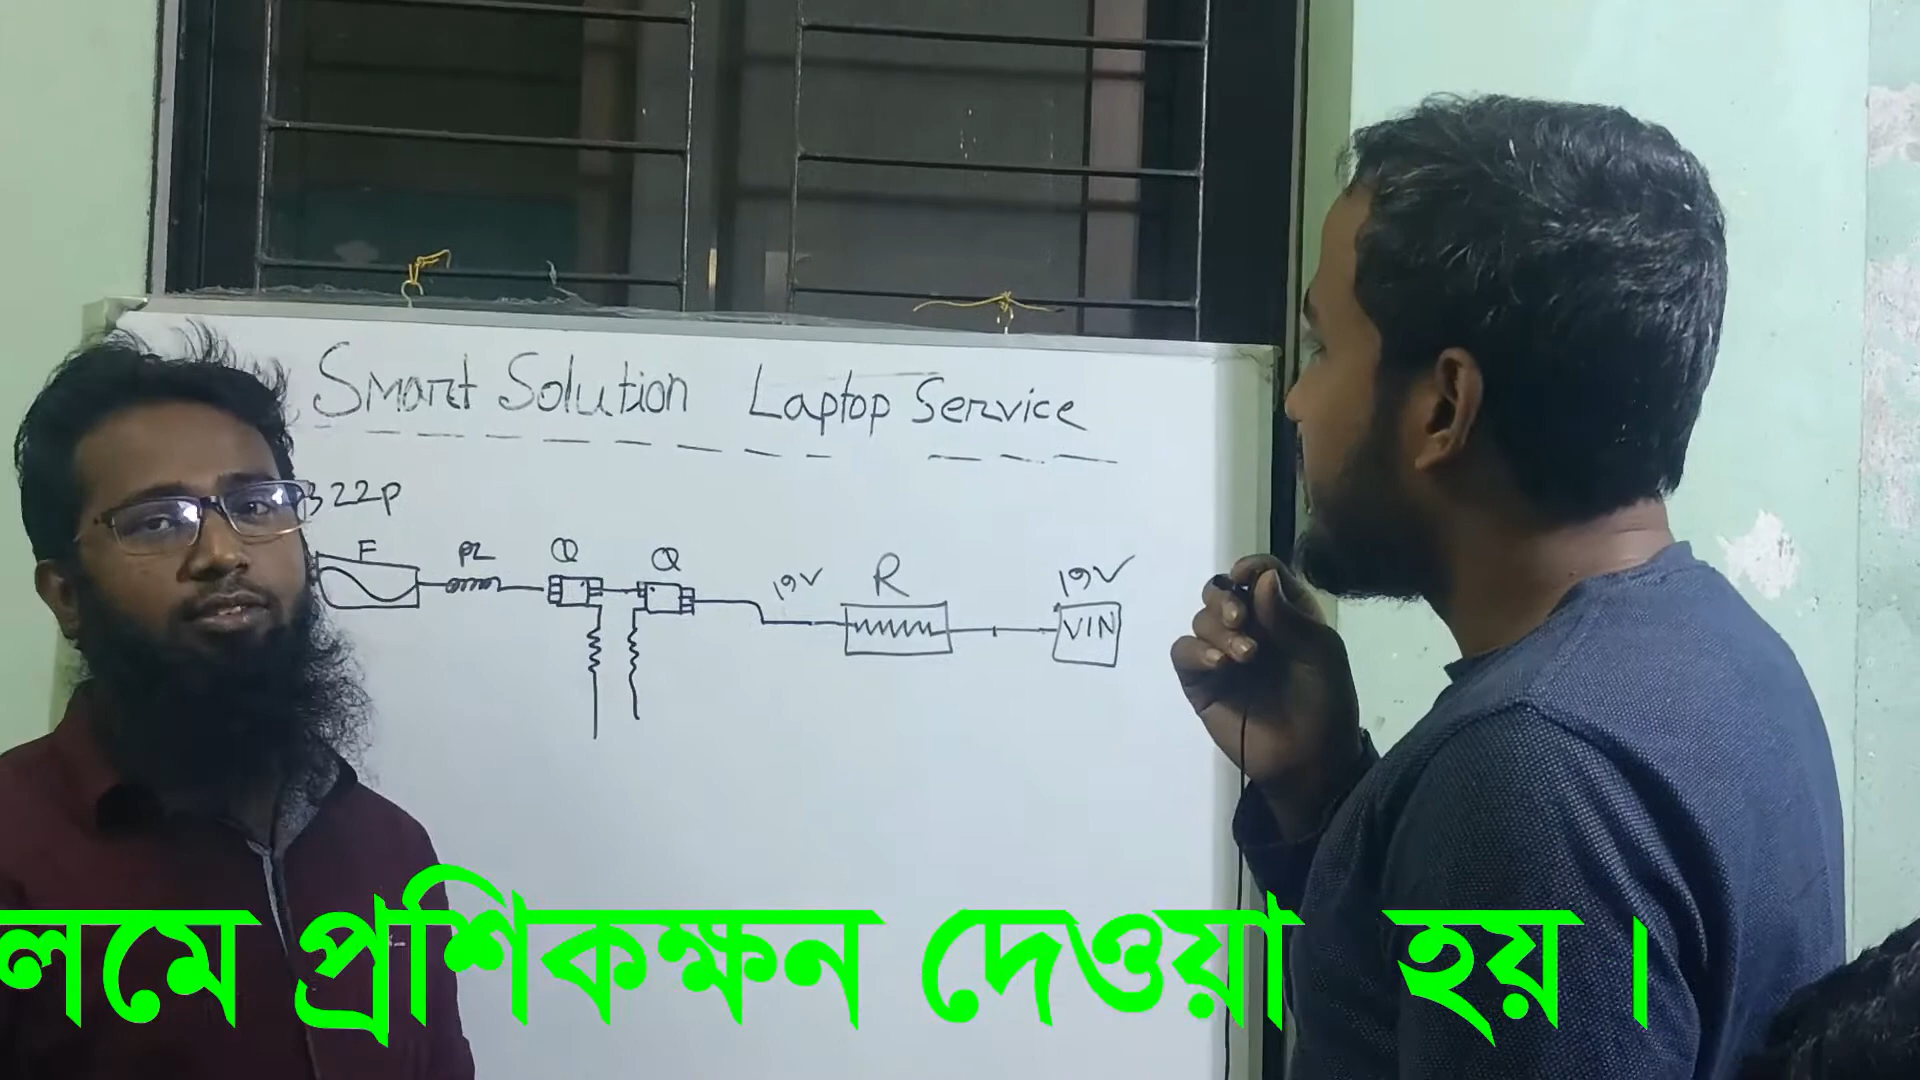 Smart Solution Laptop Service
322p
F PL Q Q 19V R 19V
VIN
লমে প্রশিকক্ষন দেওয়া হয়।